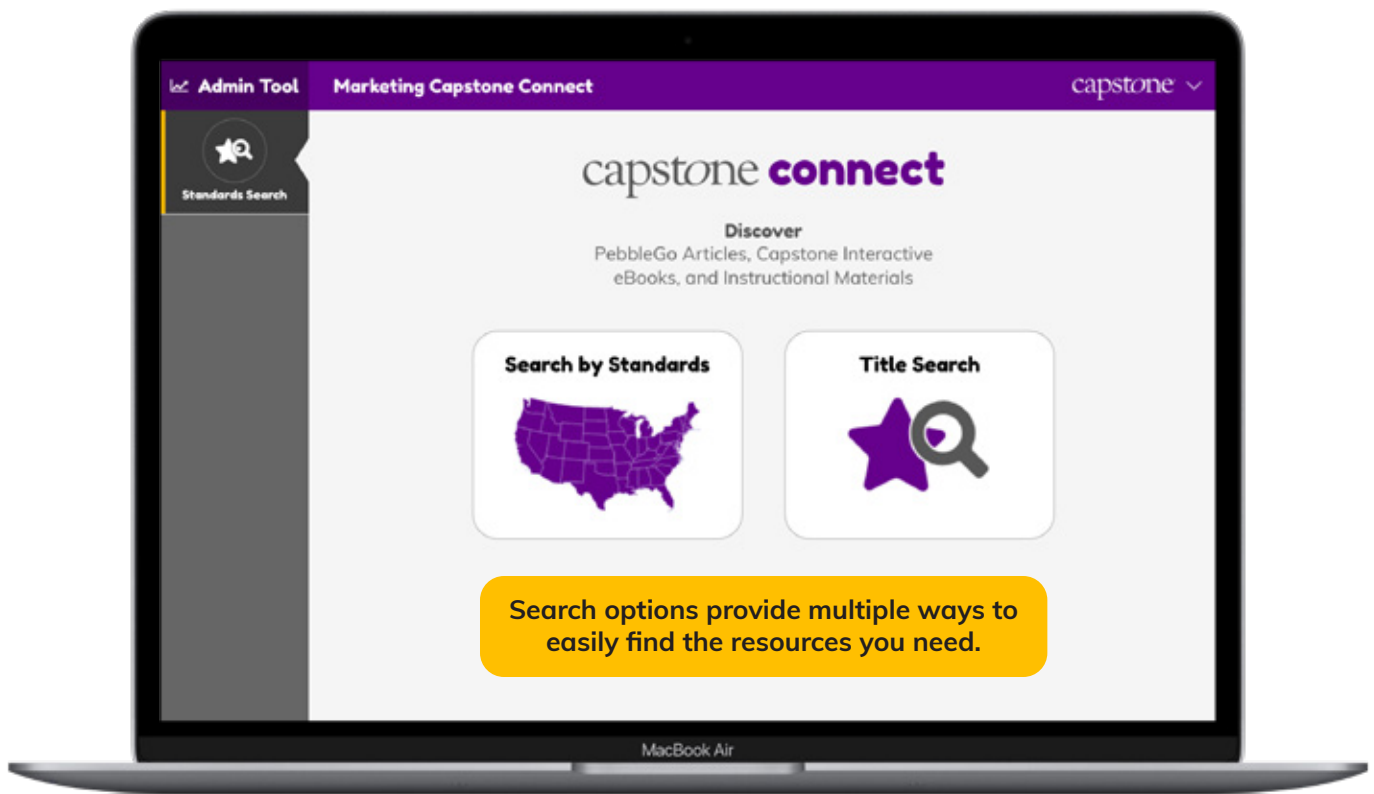 Admin Tool
Marketing Capstone Connect
capstone
Standards Search
capstone connect
Discover
PebbleGo Articles, Capstone Interactive
eBooks, and Instructional Materials
Search by Standards
Title Search
Search options provide multiple ways to
easily find the resources you need.
MacBook Air